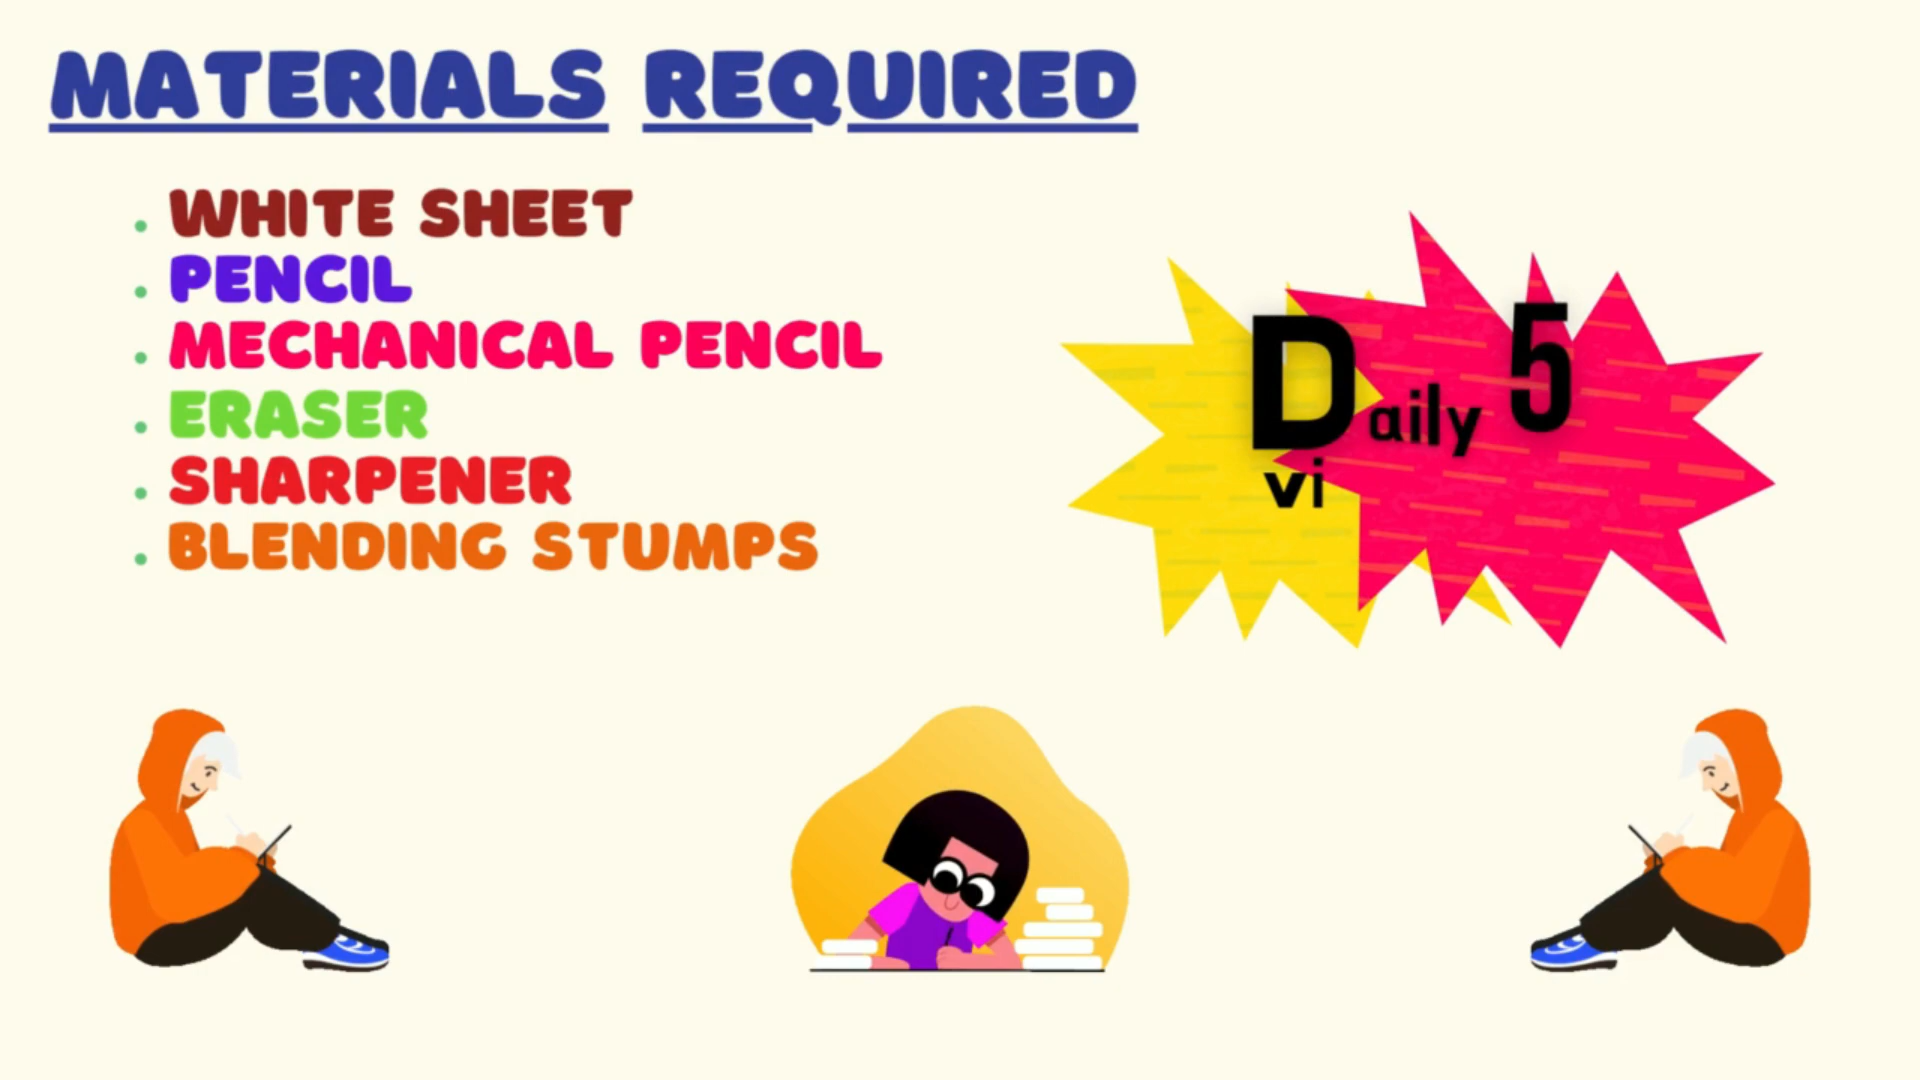 MATERIALS REQUIRED
WHITE SHEET
PENCIL
MECHANICAL PENCIL
ERASER
SHARPENER
BLENDING STUMPS
Daily 5
vi